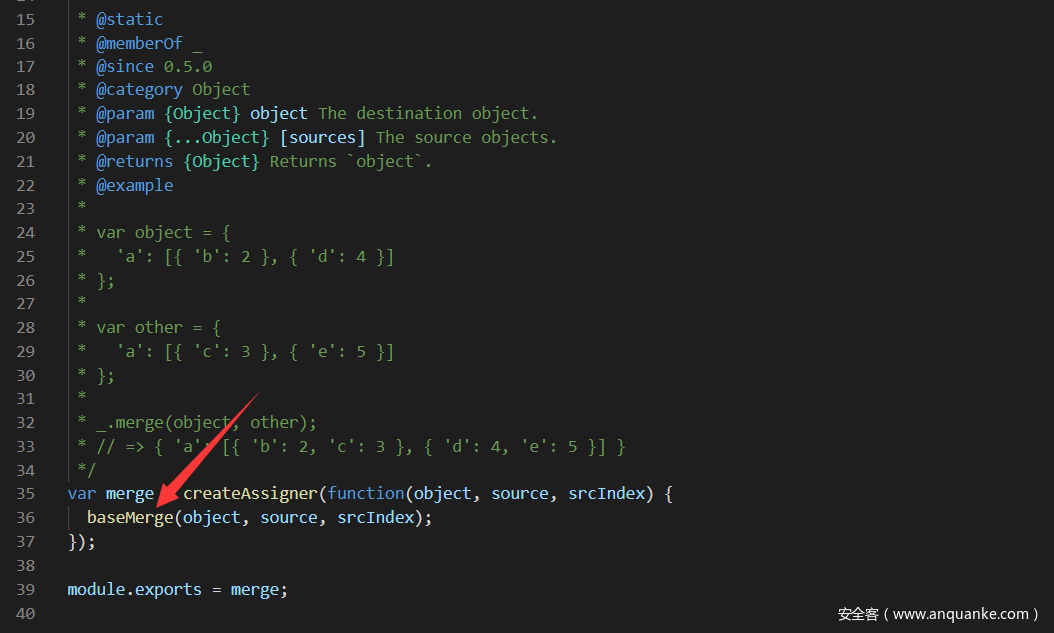 15 * @static
16 * @memberOf _
17 * @since 0.5.0
18 * @category Object
19 * @param {Object} object The destination object.
20 * @param {...Object} [sources] The source objects.
21 * @returns {Object} Returns `object`.
22 * @example
23 *
24 * var object = {
25 *   'a': [{ 'b': 2 }, { 'd': 4 }]
26 * };
27 *
28 * var other = {
29 *   'a': [{ 'c': 3 }, { 'e': 5 }]
30 * };
31 *
32 * _.merge(object, other);
33 * // => { 'a': [{ 'b': 2, 'c': 3 }, { 'd': 4, 'e': 5 }] }
34 */
35 var merge createAssigner(function(object, source, srcIndex) {
36   baseMerge(object, source, srcIndex);
37 });
38
39 module.exports = merge;
40
安全客 ( www.anquanke.com )